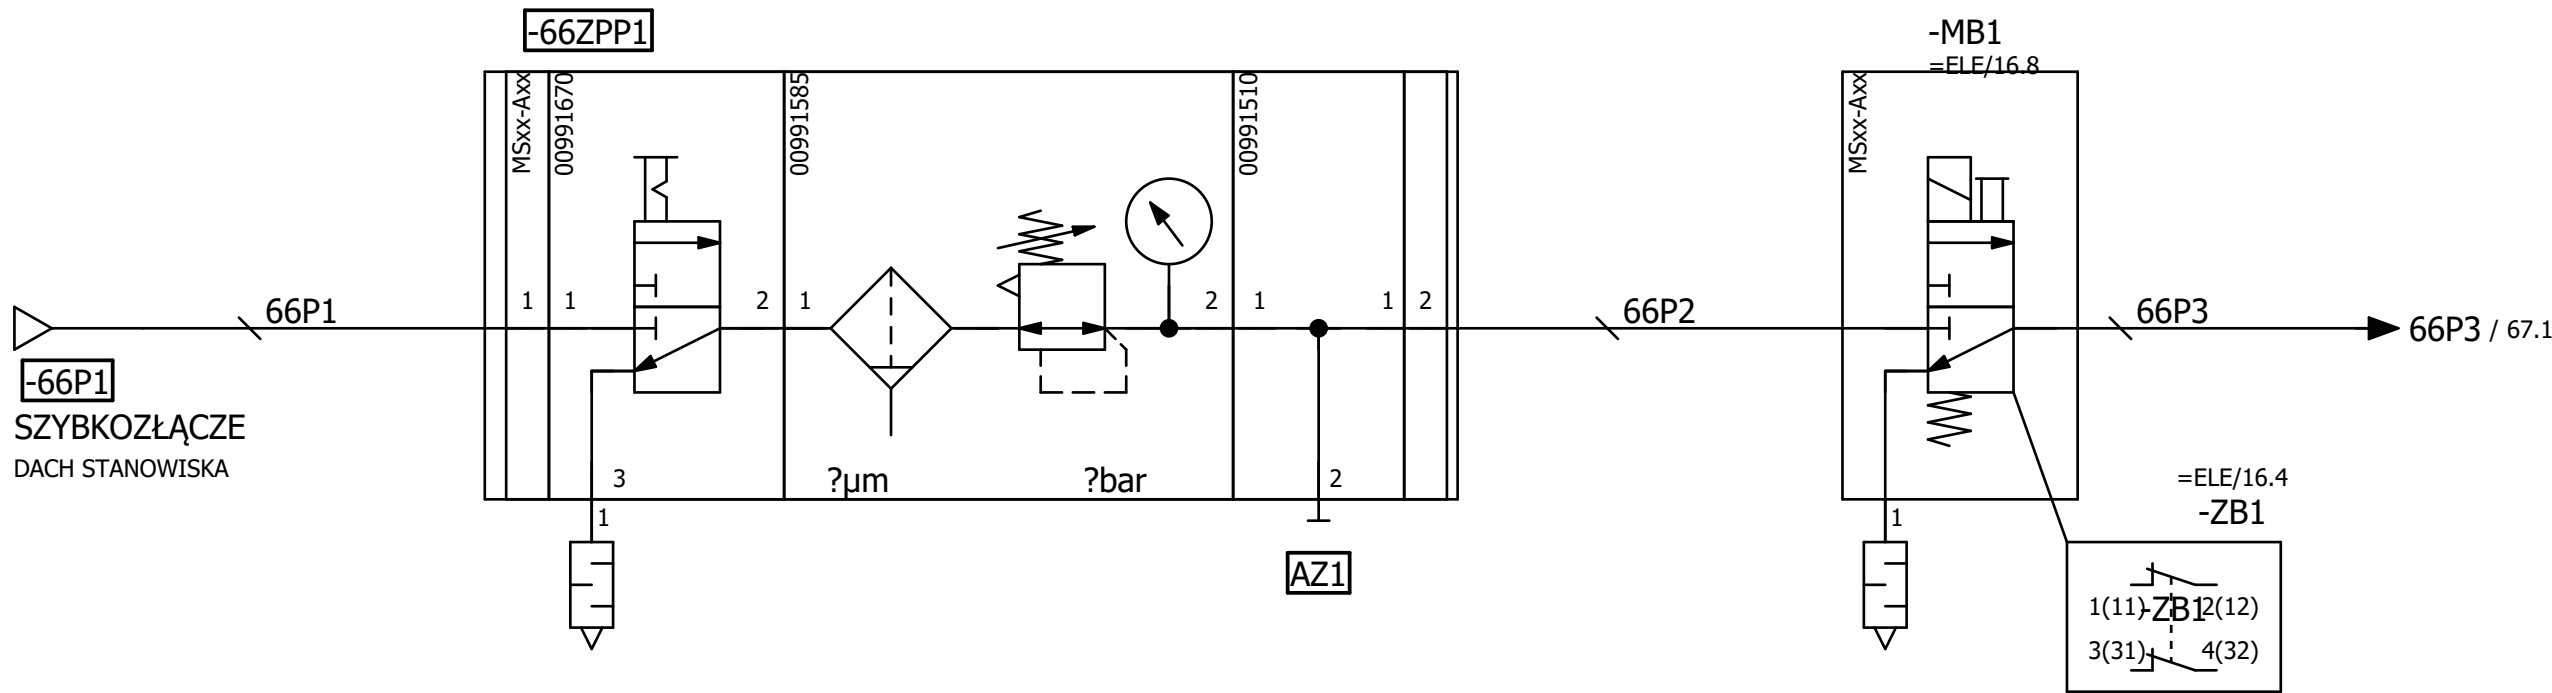 -66ZPP1
-MB1
=ELE/16.8
MSxx-Axx
00991670
00991585
00991510
MSxx-Axx
66P1
1
1
2
1
2
1
1
2
66P2
66P3
66P3 / 67.1
-66P1
SZYBKOZŁĄCZE
DACH STANOWISKA
3
?µm
?bar
2
1
AZ1
1
=ELE/16.4
-ZB1
1(11)
-ZB1
2(12)
3(31)
4(32)